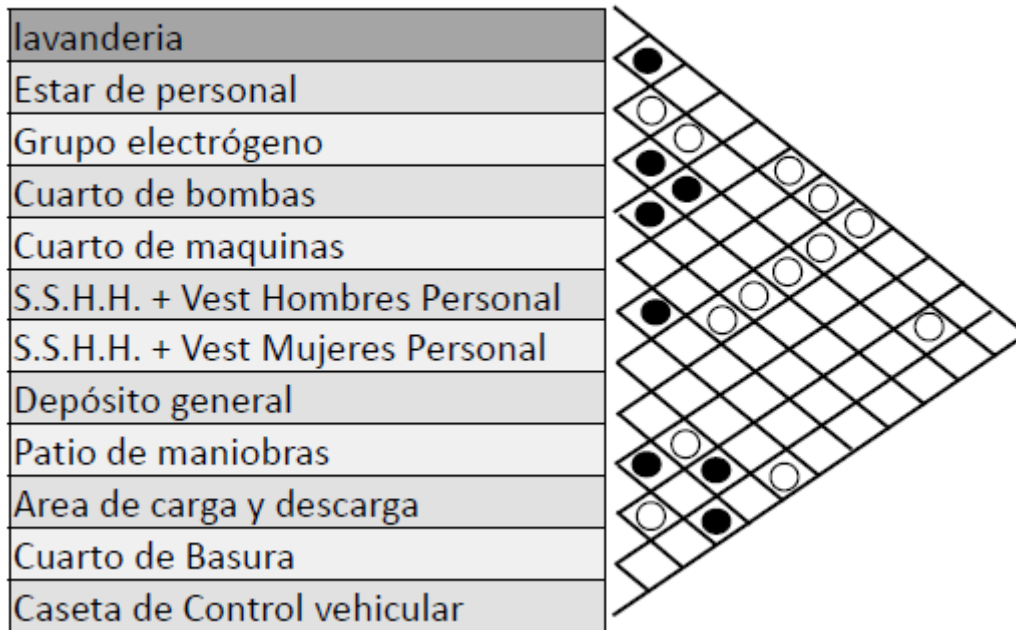 lavanderia
Estar de personal
Grupo electrógeno
Cuarto de bombas
Cuarto de maquinas
S.S.H.H. + Vest Hombres Personal
S.S.H.H. + Vest Mujeres Personal
Depósito general
Patio de maniobras
Area de carga y descarga
Cuarto de Basura
Caseta de Control vehicular